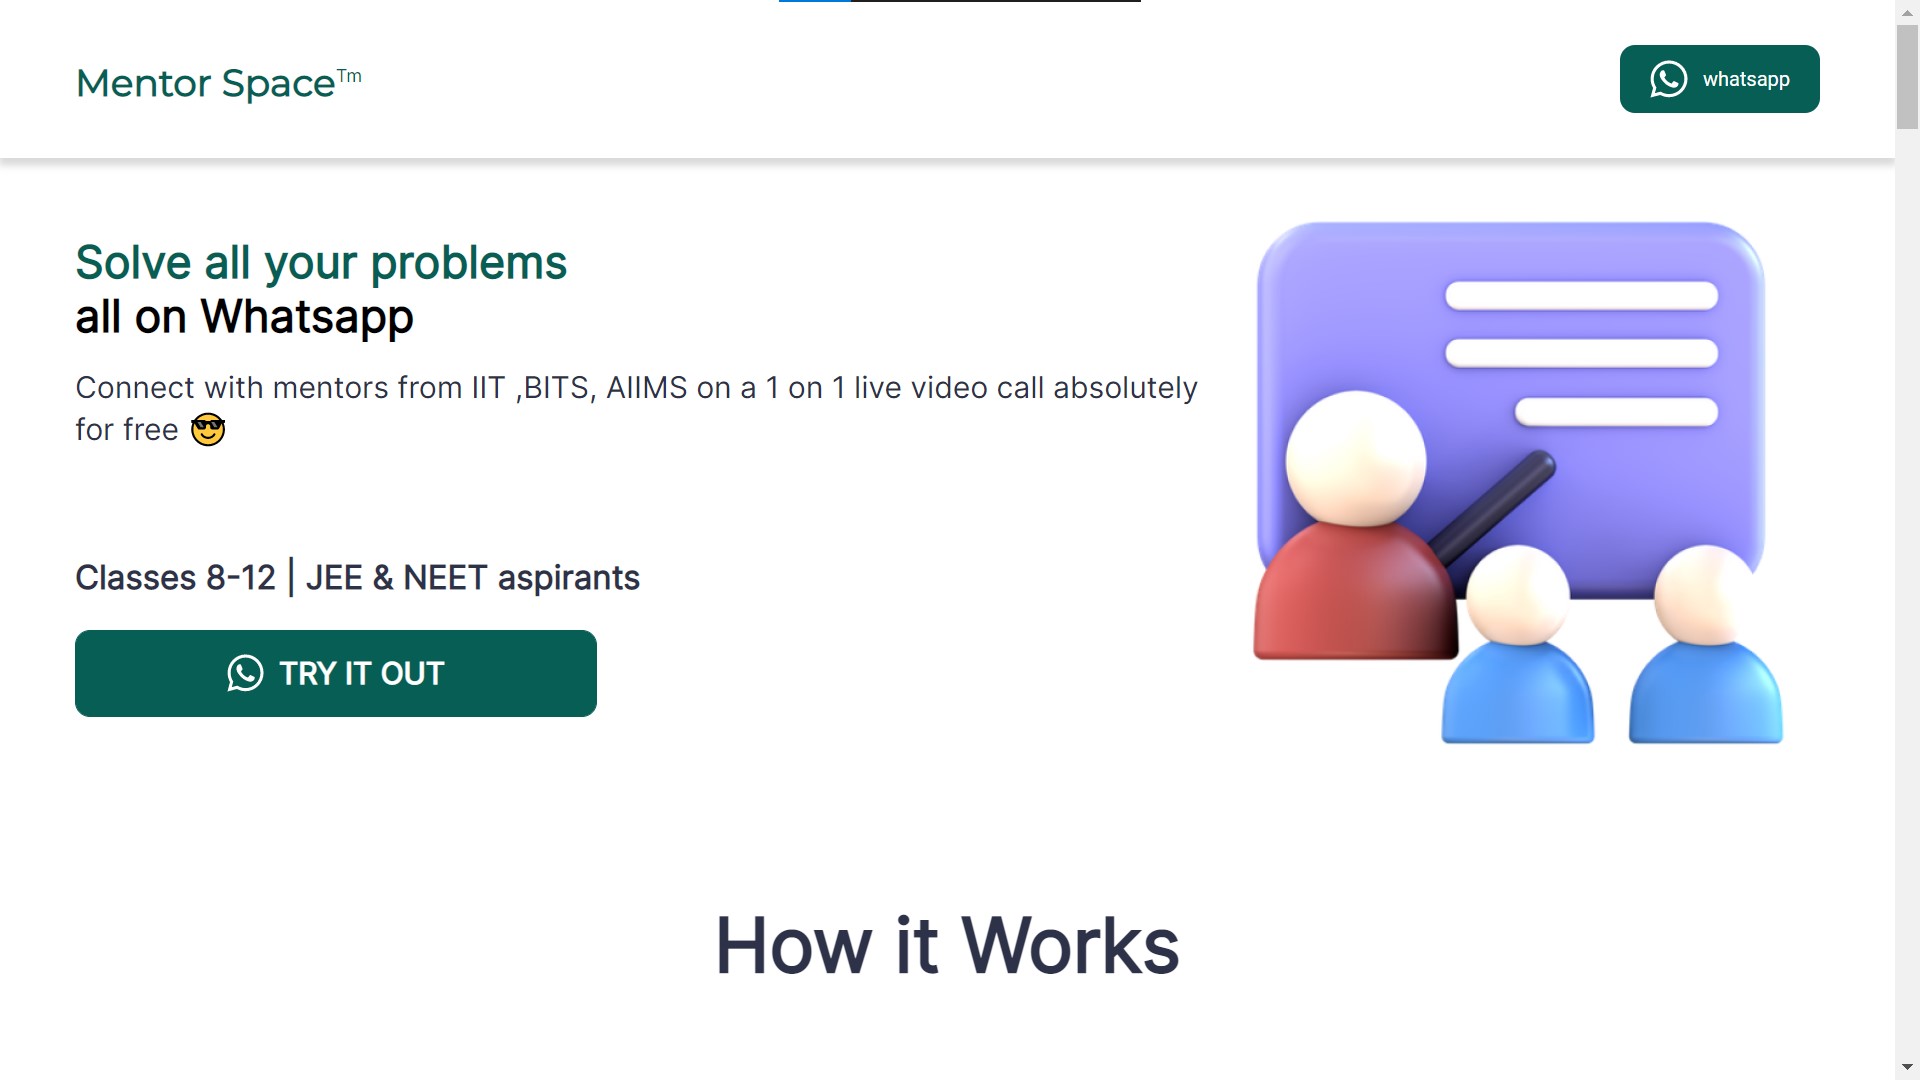 Mentor Space™
whatsapp
Solve all your problems
all on Whatsapp
Connect with mentors from IIT ,BITS, AIIMS on a 1 on 1 live video call absolutely
for free 😎
Classes 8-12 | JEE & NEET aspirants
TRY IT OUT
How it Works